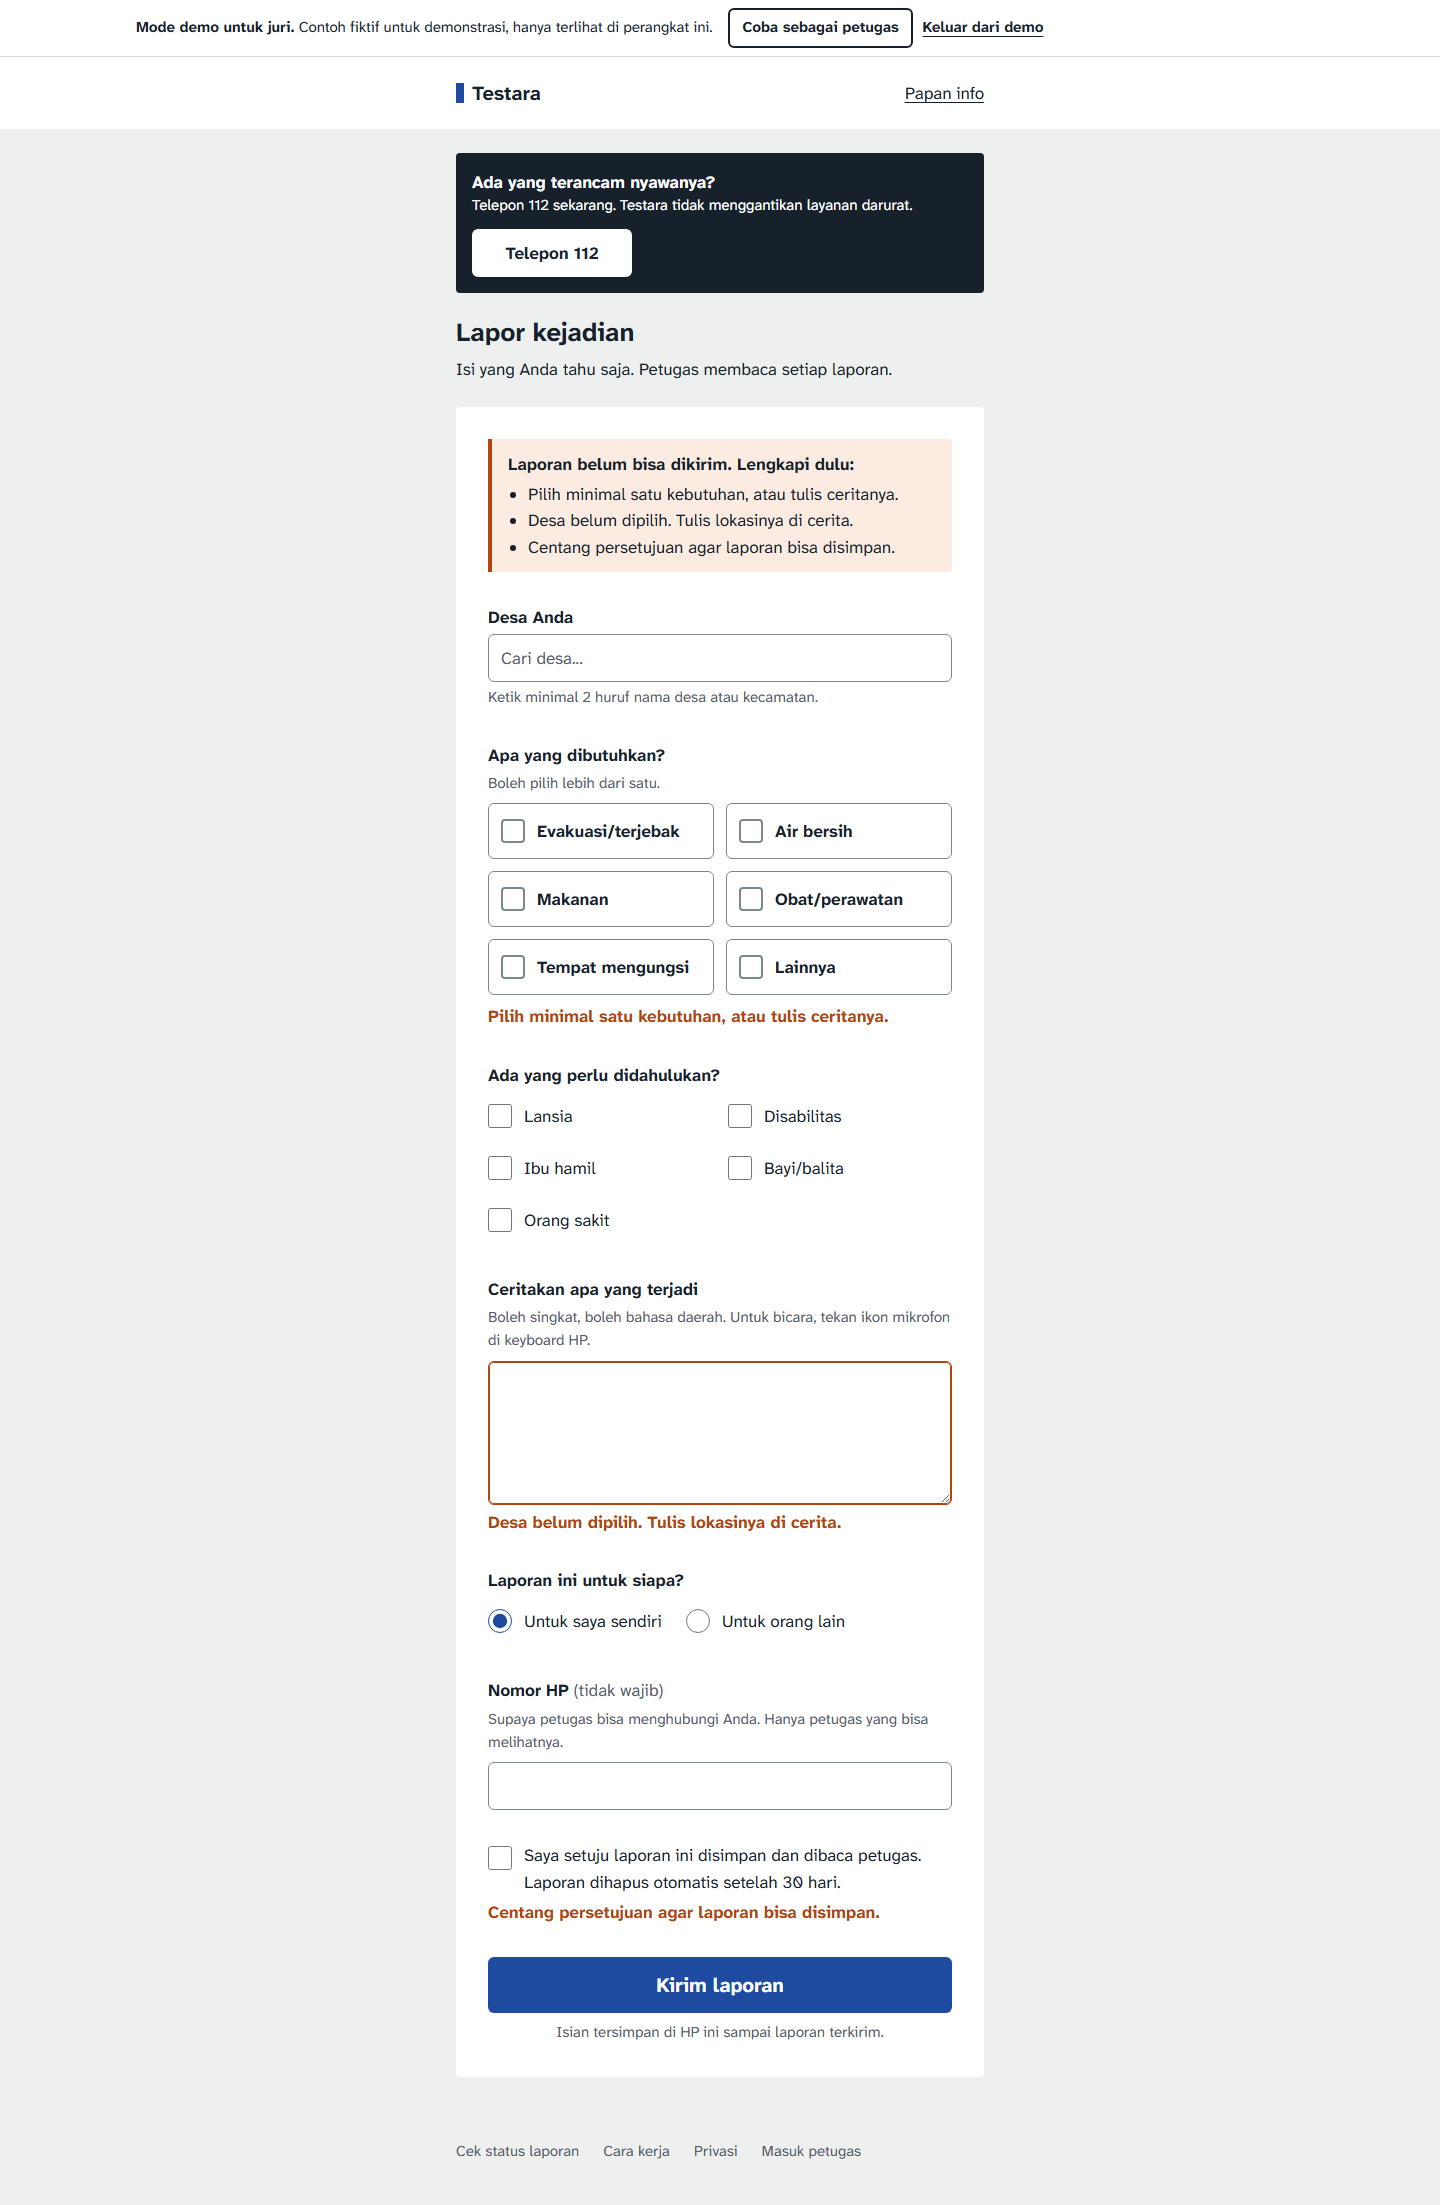 Mode demo untuk juri. Contoh fiktif untuk demonstrasi, hanya terlihat di perangkat ini. Coba sebagai petugas Keluar dari demo
Testara Papan info
Ada yang terancam nyawanya?
Telepon 112 sekarang. Testara tidak menggantikan layanan darurat.
Telepon 112
Lapor kejadian
Isi yang Anda tahu saja. Petugas membaca setiap laporan.
Laporan belum bisa dikirim. Lengkapi dulu:
• Pilih minimal satu kebutuhan, atau tulis ceritanya.
• Desa belum dipilih. Tulis lokasinya di cerita.
• Centang persetujuan agar laporan bisa disimpan.
Desa Anda
Cari desa...
Ketik minimal 2 huruf nama desa atau kecamatan.
Apa yang dibutuhkan?
Boleh pilih lebih dari satu.
Evakuasi/terjebak Air bersih
Makanan Obat/perawatan
Tempat mengungsi Lainnya
Pilih minimal satu kebutuhan, atau tulis ceritanya.
Ada yang perlu didahulukan?
Lansia Disabilitas
Ibu hamil Bayi/balita
Orang sakit
Ceritakan apa yang terjadi
Boleh singkat, boleh bahasa daerah. Untuk bicara, tekan ikon mikrofon
di keyboard HP.
Desa belum dipilih. Tulis lokasinya di cerita.
Laporan ini untuk siapa?
Untuk saya sendiri Untuk orang lain
Nomor HP (tidak wajib)
Supaya petugas bisa menghubungi Anda. Hanya petugas yang bisa
melihatnya.
Saya setuju laporan ini disimpan dan dibaca petugas.
Laporan dihapus otomatis setelah 30 hari.
Centang persetujuan agar laporan bisa disimpan.
Kirim laporan
Isian tersimpan di HP ini sampai laporan terkirim.
Cek status laporan Cara kerja Privasi Masuk petugas